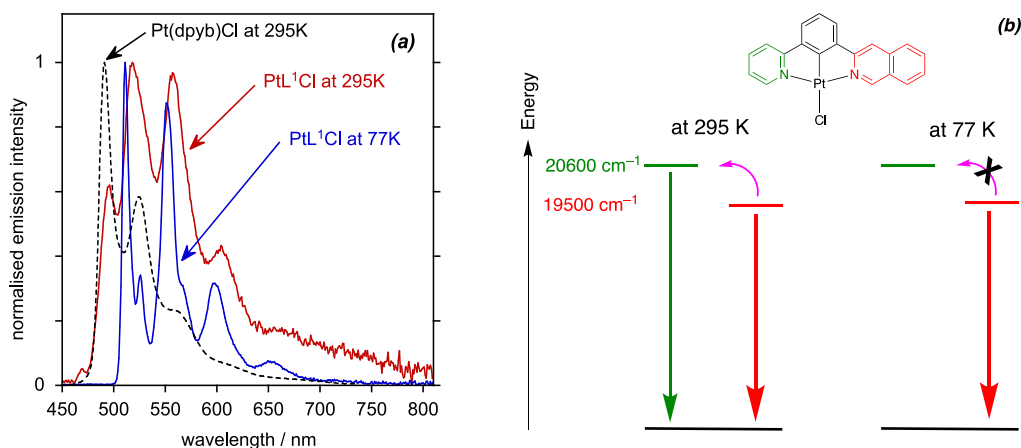 (a)
Pt(dpyb)Cl at 295K
PtL¹Cl at 295K
PtL¹Cl at 77K
normalised emission intensity
1
0
450 500 550 600 650 700 750 800
wavelength / nm
(b)
N
Pt
N
Cl
Energy
at 295 K
at 77 K
20600 cm⁻¹
19500 cm⁻¹
X